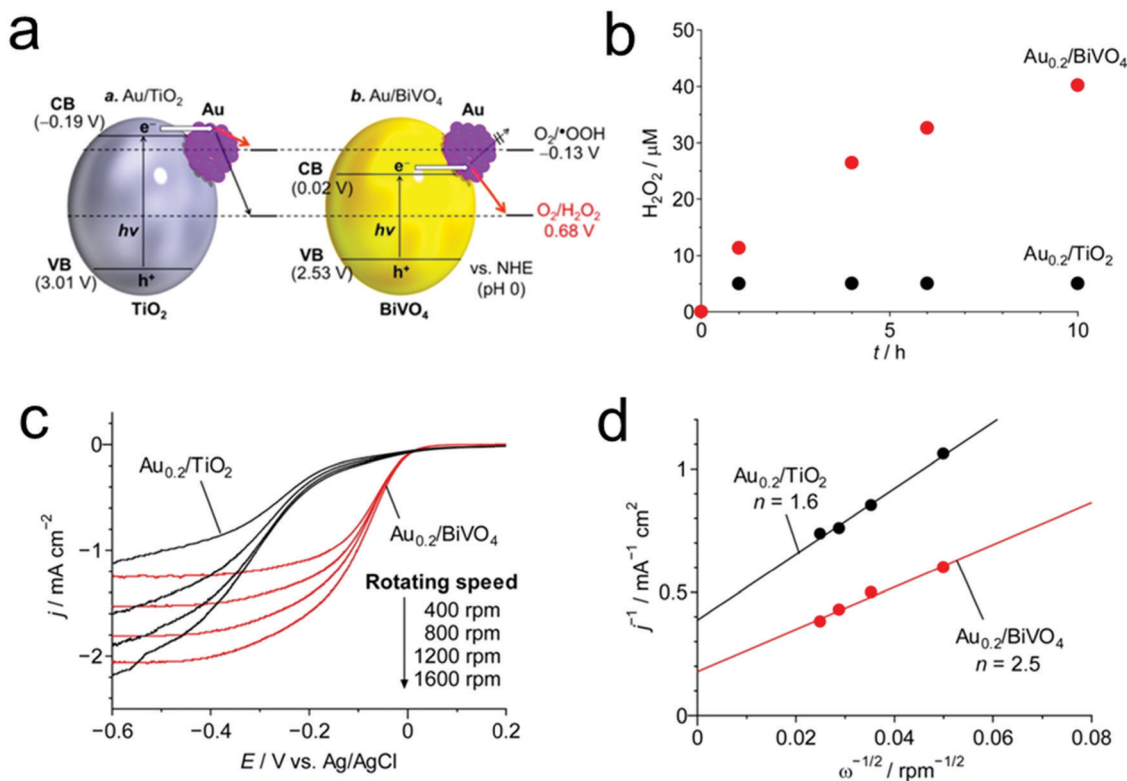 a
a. Au/TiO₂
b. Au/BiVO₄
CB
(−0.19 V)
Au
e⁻
hν
VB
(3.01 V)
h⁺
TiO₂
Au
CB
(0.02 V)
e⁻
hν
VB
(2.53 V)
h⁺
BiVO₄
O₂/•OOH
−0.13 V
O₂/H₂O₂
0.68 V
vs. NHE
(pH 0)
b
H₂O₂ / μM
50
40
30
20
10
0
0
5
10
t / h
Au₀.₂/BiVO₄
Au₀.₂/TiO₂
c
j / mA cm⁻²
0
−1
−2
−0.6
−0.4
−0.2
0
0.2
E / V vs. Ag/AgCl
Au₀.₂/TiO₂
Au₀.₂/BiVO₄
Rotating speed
400 rpm
800 rpm
1200 rpm
1600 rpm
d
j⁻¹ / mA⁻¹ cm²
1
0.5
0
0
0.02
0.04
0.06
0.08
ω⁻¹/² / rpm⁻¹/²
Au₀.₂/TiO₂
n = 1.6
Au₀.₂/BiVO₄
n = 2.5